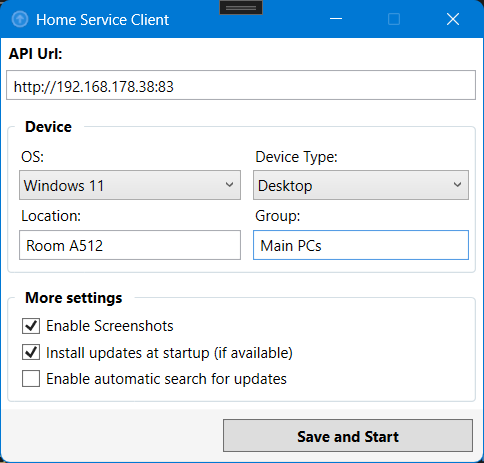 Home Service Client
API Url:
http://192.168.178.38:83
Device
OS: Device Type:
Windows 11 Desktop
Location: Group:
Room A512 Main PCs
More settings
Enable Screenshots
Install updates at startup (if available)
Enable automatic search for updates
Save and Start